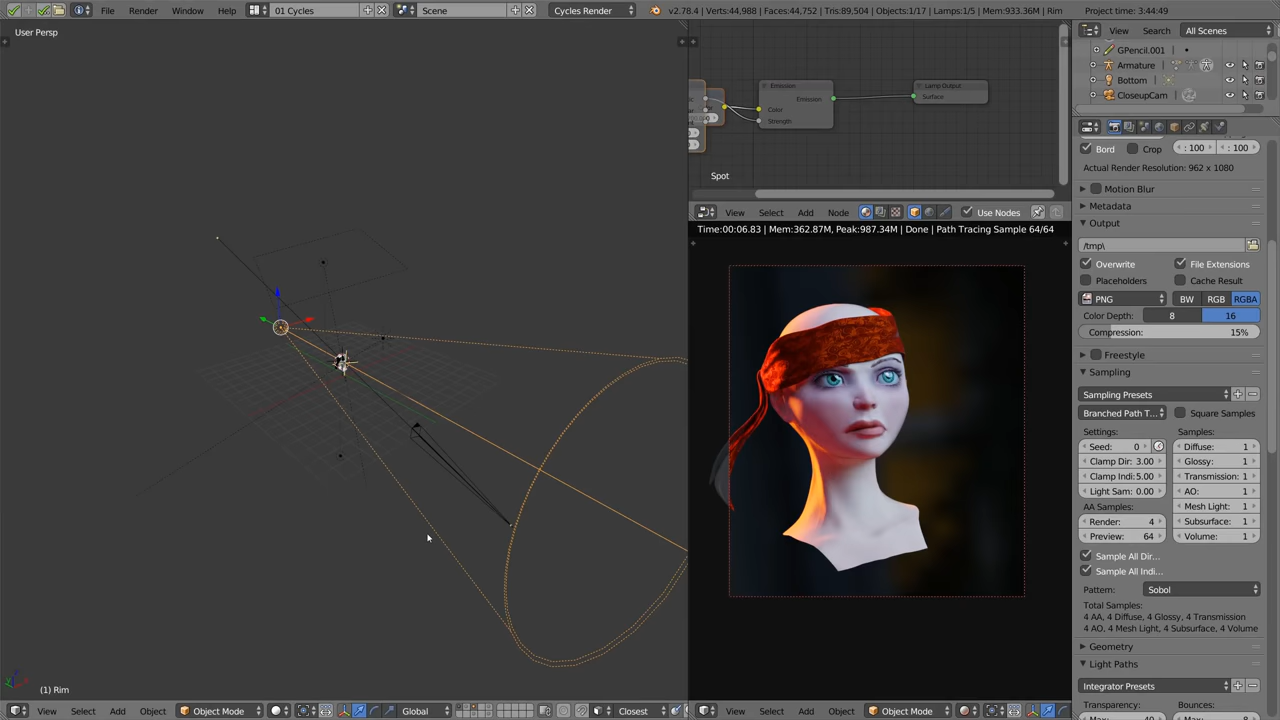 File Render Window Help 01 Cycles Scene Cycles Render v2.78.4 | Verts:44,988 | Faces:44,752 | Tris:89,504 | Objects:1/17 | Lamps:1/5 | Mem:933.36M | Rim Project time: 3:44:49
User Persp
View Search All Scenes
GPencil.001
Armature
Bottom
CloseupCam
Emission
Emission
Color
Strength
Lamp Output
Surface
Spot
View Select Add Node Use Nodes
Time:00:06.83 | Mem:362.87M, Peak:987.34M | Done | Path Tracing Sample 64/64
Bord Crop : 100 : 100
Actual Render Resolution: 962 x 1080
Motion Blur
Metadata
Output
/tmp\
Overwrite File Extensions
Placeholders Cache Result
PNG BW RGB RGBA
Color Depth: 8 16
Compression: 15%
Freestyle
Sampling
Sampling Presets
Branched Path T... Square Samples
Settings: Samples:
Seed: 0 Diffuse: 1
Clamp Dir: 3.00 Glossy: 1
Clamp Indi: 5.00 Transmission: 1
Light Sam: 0.00 AO: 1
AA Samples: Mesh Light: 1
Render: 4 Subsurface: 1
Preview: 64 Volume: 1
Sample All Dir...
Sample All Indi...
Pattern: Sobol
Total Samples:
4 AA, 4 Diffuse, 4 Glossy, 4 Transmission
4 AO, 4 Mesh Light, 4 Subsurface, 4 Volume
Geometry
Light Paths
Integrator Presets
Transparency: Bounces:
(1) Rim
View Select Add Object Object Mode Global Closest
View Select Add Object Object Mode